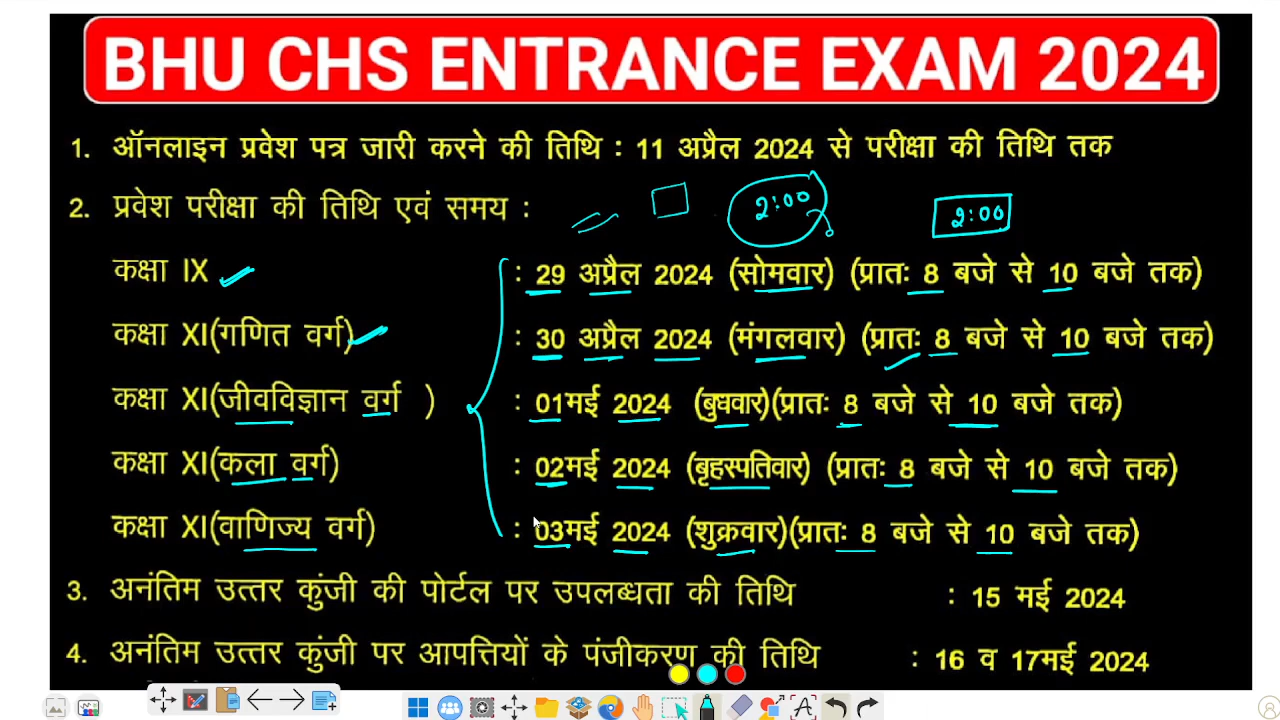 BHU CHS ENTRANCE EXAM 2024
1. ऑनलाइन प्रवेश पत्र जारी करने की तिथि : 11 अप्रैल 2024 से परीक्षा की तिथि तक
2. प्रवेश परीक्षा की तिथि एवं समय :
2:00 2:00
कक्षा IX : 29 अप्रैल 2024 (सोमवार) (प्रातः 8 बजे से 10 बजे तक)
कक्षा XI(गणित वर्ग) : 30 अप्रैल 2024 (मंगलवार) (प्रातः 8 बजे से 10 बजे तक)
कक्षा XI(जीवविज्ञान वर्ग ) : 01मई 2024 (बुधवार)(प्रातः 8 बजे से 10 बजे तक)
कक्षा XI(कला वर्ग) : 02मई 2024 (बृहस्पतिवार) (प्रातः 8 बजे से 10 बजे तक)
कक्षा XI(वाणिज्य वर्ग) : 03मई 2024 (शुक्रवार)(प्रातः 8 बजे से 10 बजे तक)
3. अनंतिम उत्तर कुंजी की पोर्टल पर उपलब्धता की तिथि : 15 मई 2024
4. अनंतिम उत्तर कुंजी पर आपत्तियों के पंजीकरण की तिथि : 16 व 17मई 2024